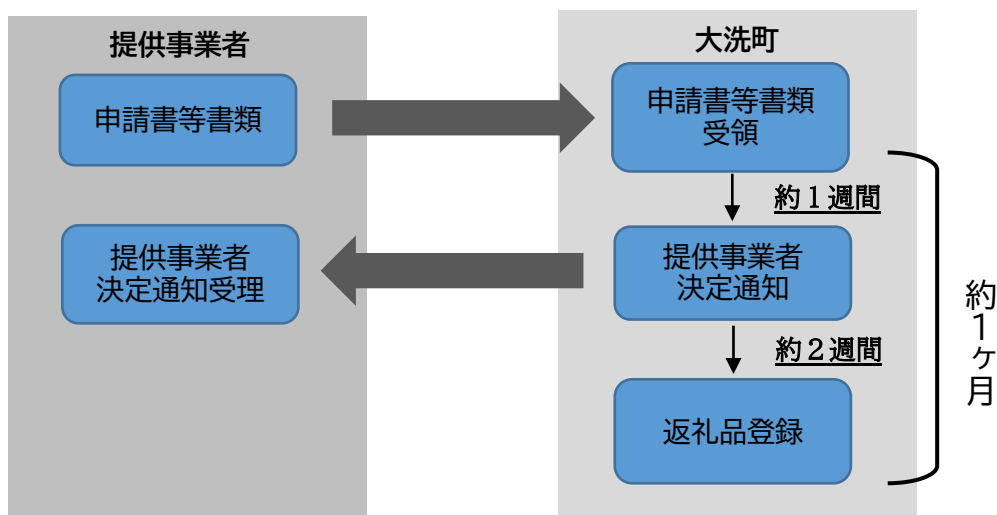 提供事業者
大洗町
申請書等書類
申請書等書類
受領
約１週間
提供事業者
決定通知受理
提供事業者
決定通知
約２週間
返礼品登録
約1ヶ月